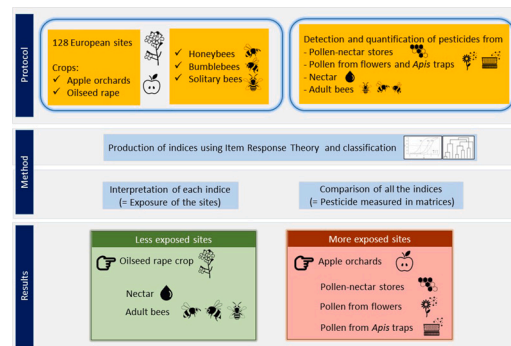 Protocol
128 European sites
Crops:
✓ Apple orchards
✓ Oilseed rape
✓ Honeybees
✓ Bumblebees
✓ Solitary bees
Detection and quantification of pesticides from
- Pollen-nectar stores
- Pollen from flowers and Apis traps
- Nectar
- Adult bees
Method
Production of indices using Item Response Theory and classification
Interpretation of each indice
(= Exposure of the sites)
Comparison of all the indices
(= Pesticide measured in matrices)
Results
Less exposed sites
Oilseed rape crop
Nectar
Adult bees
More exposed sites
Apple orchards
Pollen-nectar stores
Pollen from flowers
Pollen from Apis traps